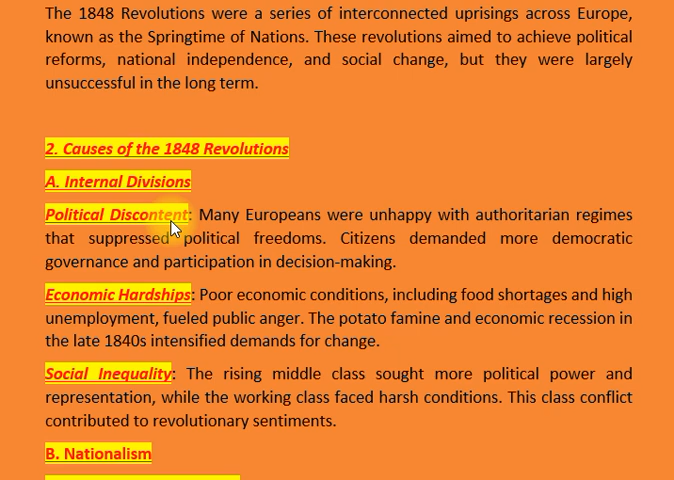 The 1848 Revolutions were a series of interconnected uprisings across Europe,
known as the Springtime of Nations. These revolutions aimed to achieve political
reforms, national independence, and social change, but they were largely
unsuccessful in the long term.
2. Causes of the 1848 Revolutions
A. Internal Divisions
Political Discontent: Many Europeans were unhappy with authoritarian regimes
that suppressed political freedoms. Citizens demanded more democratic
governance and participation in decision-making.
Economic Hardships: Poor economic conditions, including food shortages and high
unemployment, fueled public anger. The potato famine and economic recession in
the late 1840s intensified demands for change.
Social Inequality: The rising middle class sought more political power and
representation, while the working class faced harsh conditions. This class conflict
contributed to revolutionary sentiments.
B. Nationalism